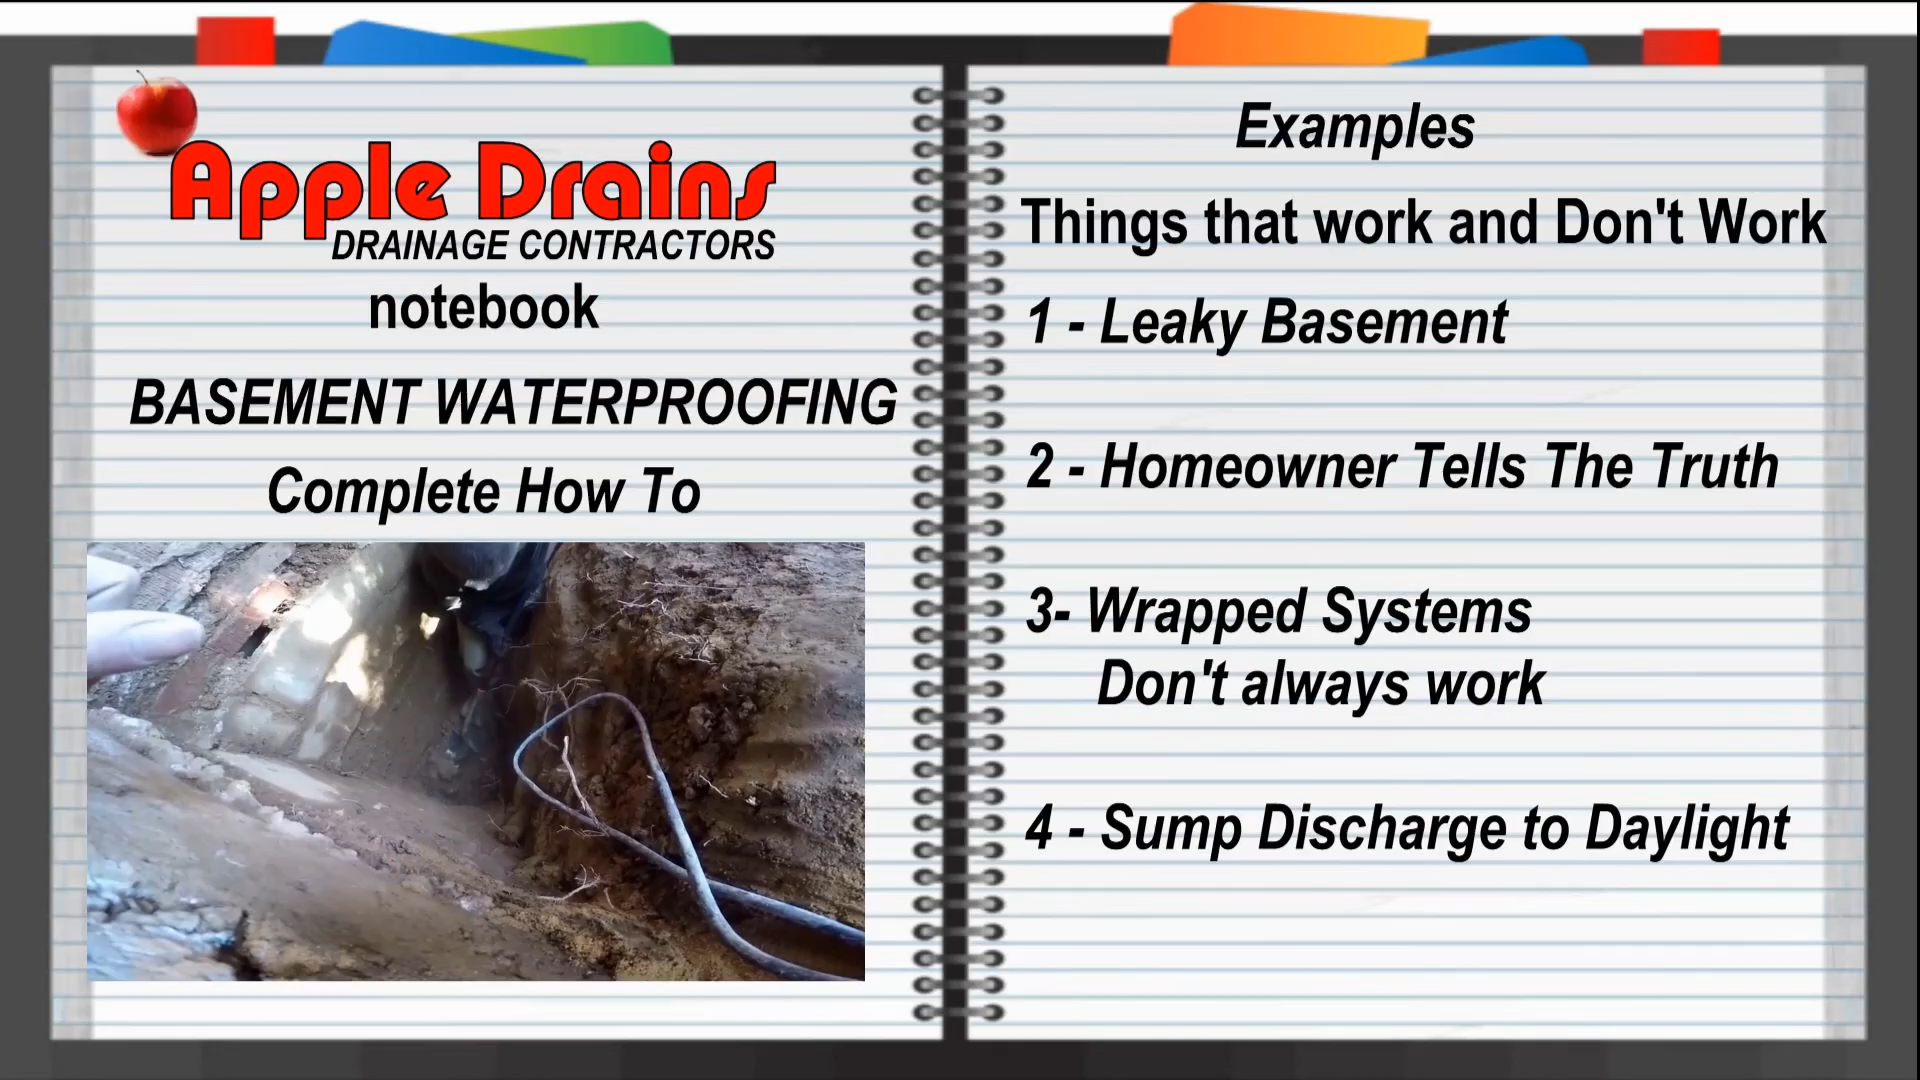 Apple Drains
DRAINAGE CONTRACTORS
notebook
BASEMENT WATERPROOFING
Complete How To
Examples
Things that work and Don't Work
1 - Leaky Basement
2 - Homeowner Tells The Truth
3- Wrapped Systems
Don't always work
4 - Sump Discharge to Daylight